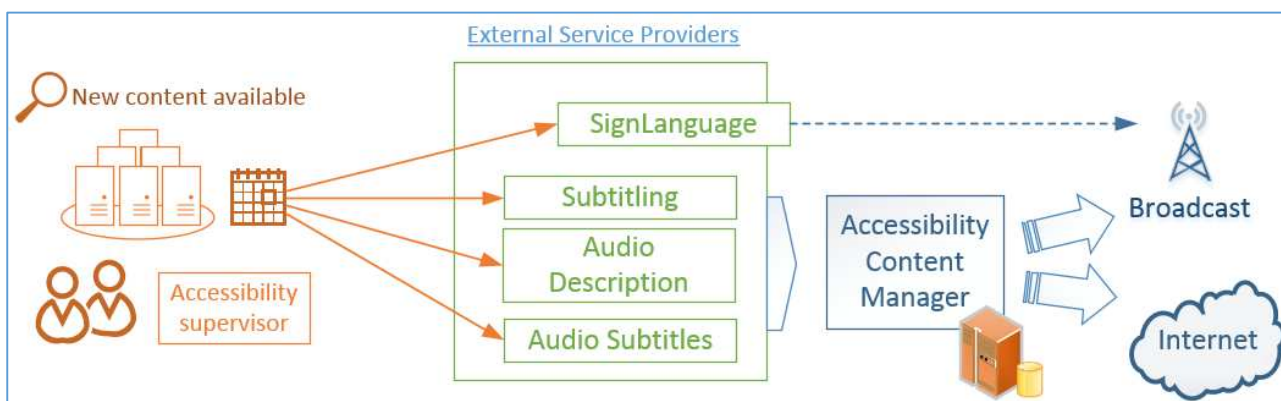 External Service Providers
New content available
SignLanguage
Subtitling
Audio
Description
Audio Subtitles
Accessibility
supervisor
Accessibility
Content
Manager
Broadcast
Internet